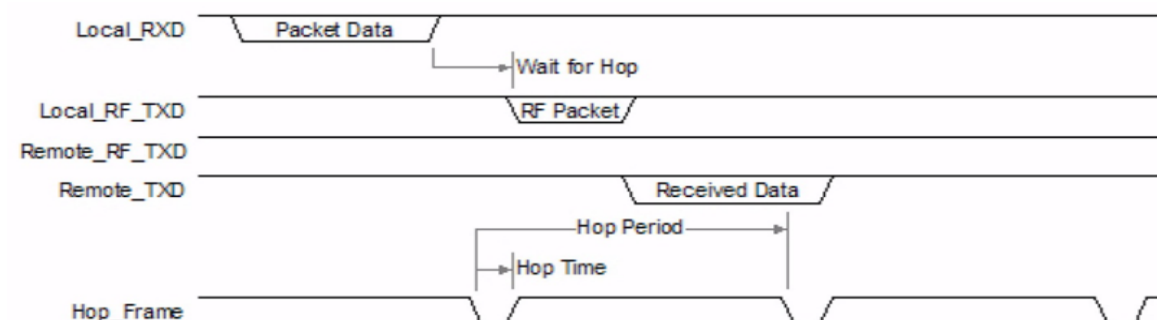 Local_RXD
Packet Data
Wait for Hop
Local_RF_TXD
RF Packet
Remote_RF_TXD
Remote_TXD
Received Data
Hop Period
Hop Time
Hop_Frame